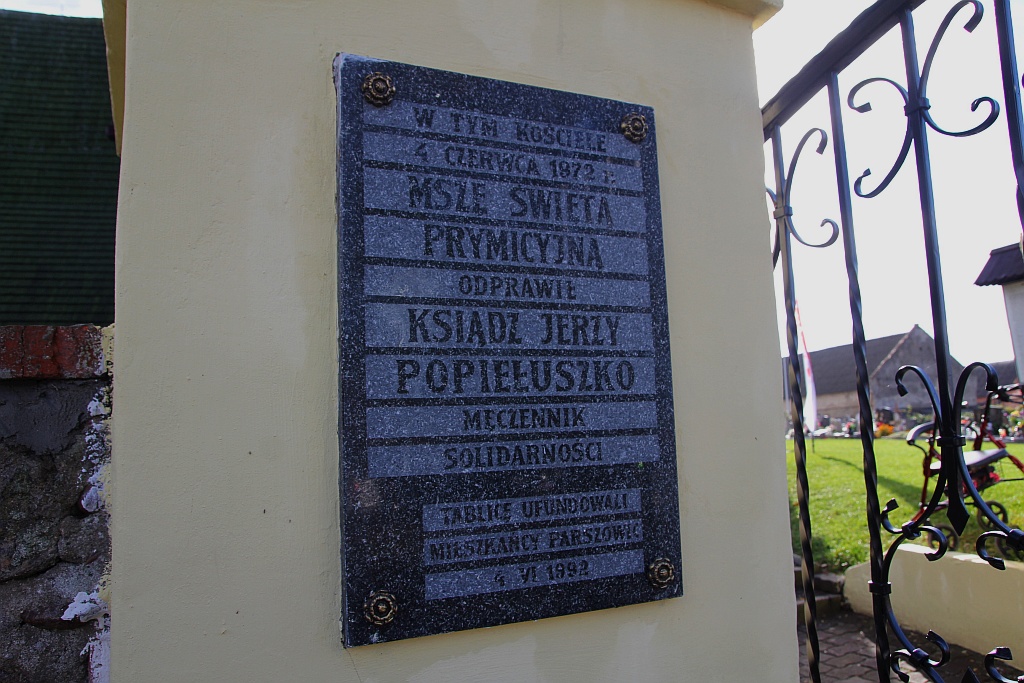 W TYM KOŚCIELE
4 CZERWCA 1972 r.
MSZĘ ŚWIĘTĄ
PRYMICYJNĄ
ODPRAWIŁ
KSIĄDZ JERZY
POPIEŁUSZKO
MĘCZENNIK
SOLIDARNOŚCI
TABLICĘ UFUNDOWALI
MIESZKAŃCY PARSZOWIC
4 VI 1992